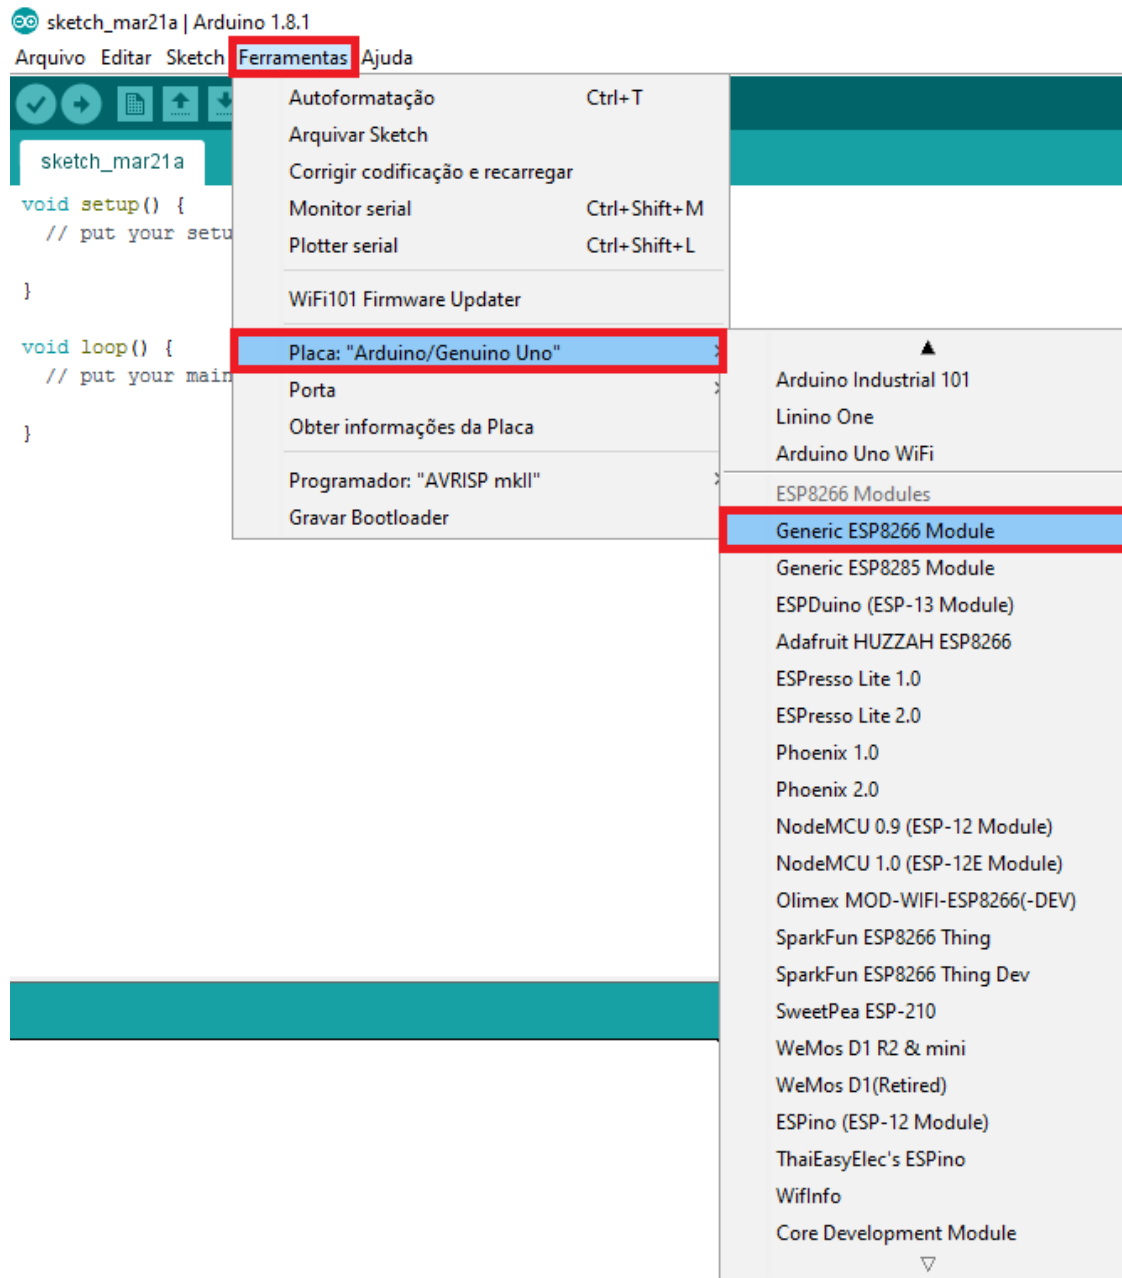 sketch_mar21a | Arduino 1.8.1
Arquivo Editar Sketch Ferramentas Ajuda
sketch_mar21a
void setup() {
// put your setu
}
void loop() {
// put your main
}
Autoformatação Ctrl+T
Arquivar Sketch
Corrigir codificação e recarregar
Monitor serial Ctrl+Shift+M
Plotter serial Ctrl+Shift+L
WiFi101 Firmware Updater
Placa: "Arduino/Genuino Uno"
Porta
Obter informações da Placa
Programador: "AVRISP mkII"
Gravar Bootloader
Arduino Industrial 101
Linino One
Arduino Uno WiFi
ESP8266 Modules
Generic ESP8266 Module
Generic ESP8285 Module
ESPDuino (ESP-13 Module)
Adafruit HUZZAH ESP8266
ESPresso Lite 1.0
ESPresso Lite 2.0
Phoenix 1.0
Phoenix 2.0
NodeMCU 0.9 (ESP-12 Module)
NodeMCU 1.0 (ESP-12E Module)
Olimex MOD-WIFI-ESP8266(-DEV)
SparkFun ESP8266 Thing
SparkFun ESP8266 Thing Dev
SweetPea ESP-210
WeMos D1 R2 & mini
WeMos D1(Retired)
ESPino (ESP-12 Module)
ThaiEasyElec's ESPino
WifInfo
Core Development Module